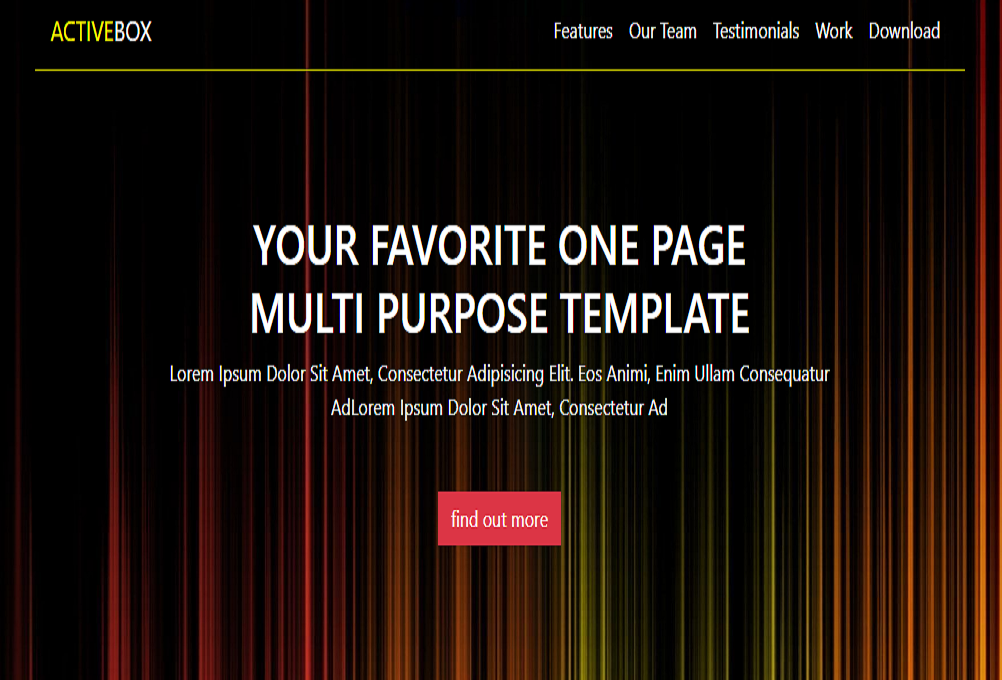 ACTIVEBOX
Features Our Team Testimonials Work Download
YOUR FAVORITE ONE PAGE
MULTI PURPOSE TEMPLATE
Lorem Ipsum Dolor Sit Amet, Consectetur Adipisicing Elit. Eos Animi, Enim Ullam Consequatur
AdLorem Ipsum Dolor Sit Amet, Consectetur Ad
find out more